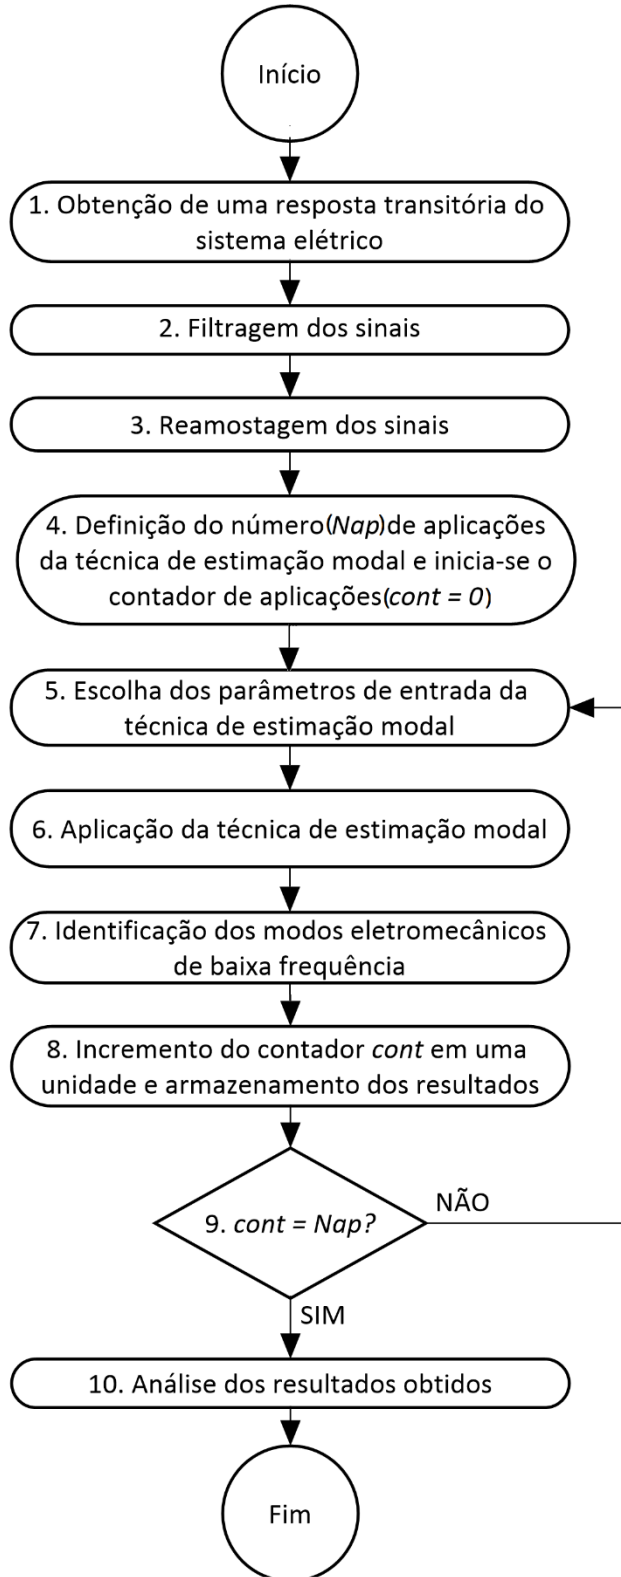 Início
1. Obtenção de uma resposta transitória do
sistema elétrico
2. Filtragem dos sinais
3. Reamostagem dos sinais
4. Definição do número(Nap)de aplicações
da técnica de estimação modal e inicia-se o
contador de aplicações(cont = 0)
5. Escolha dos parâmetros de entrada da
técnica de estimação modal
6. Aplicação da técnica de estimação modal
7. Identificação dos modos eletromecânicos
de baixa frequência
8. Incremento do contador cont em uma
unidade e armazenamento dos resultados
NÃO
9. cont = Nap?
SIM
10. Análise dos resultados obtidos
Fim